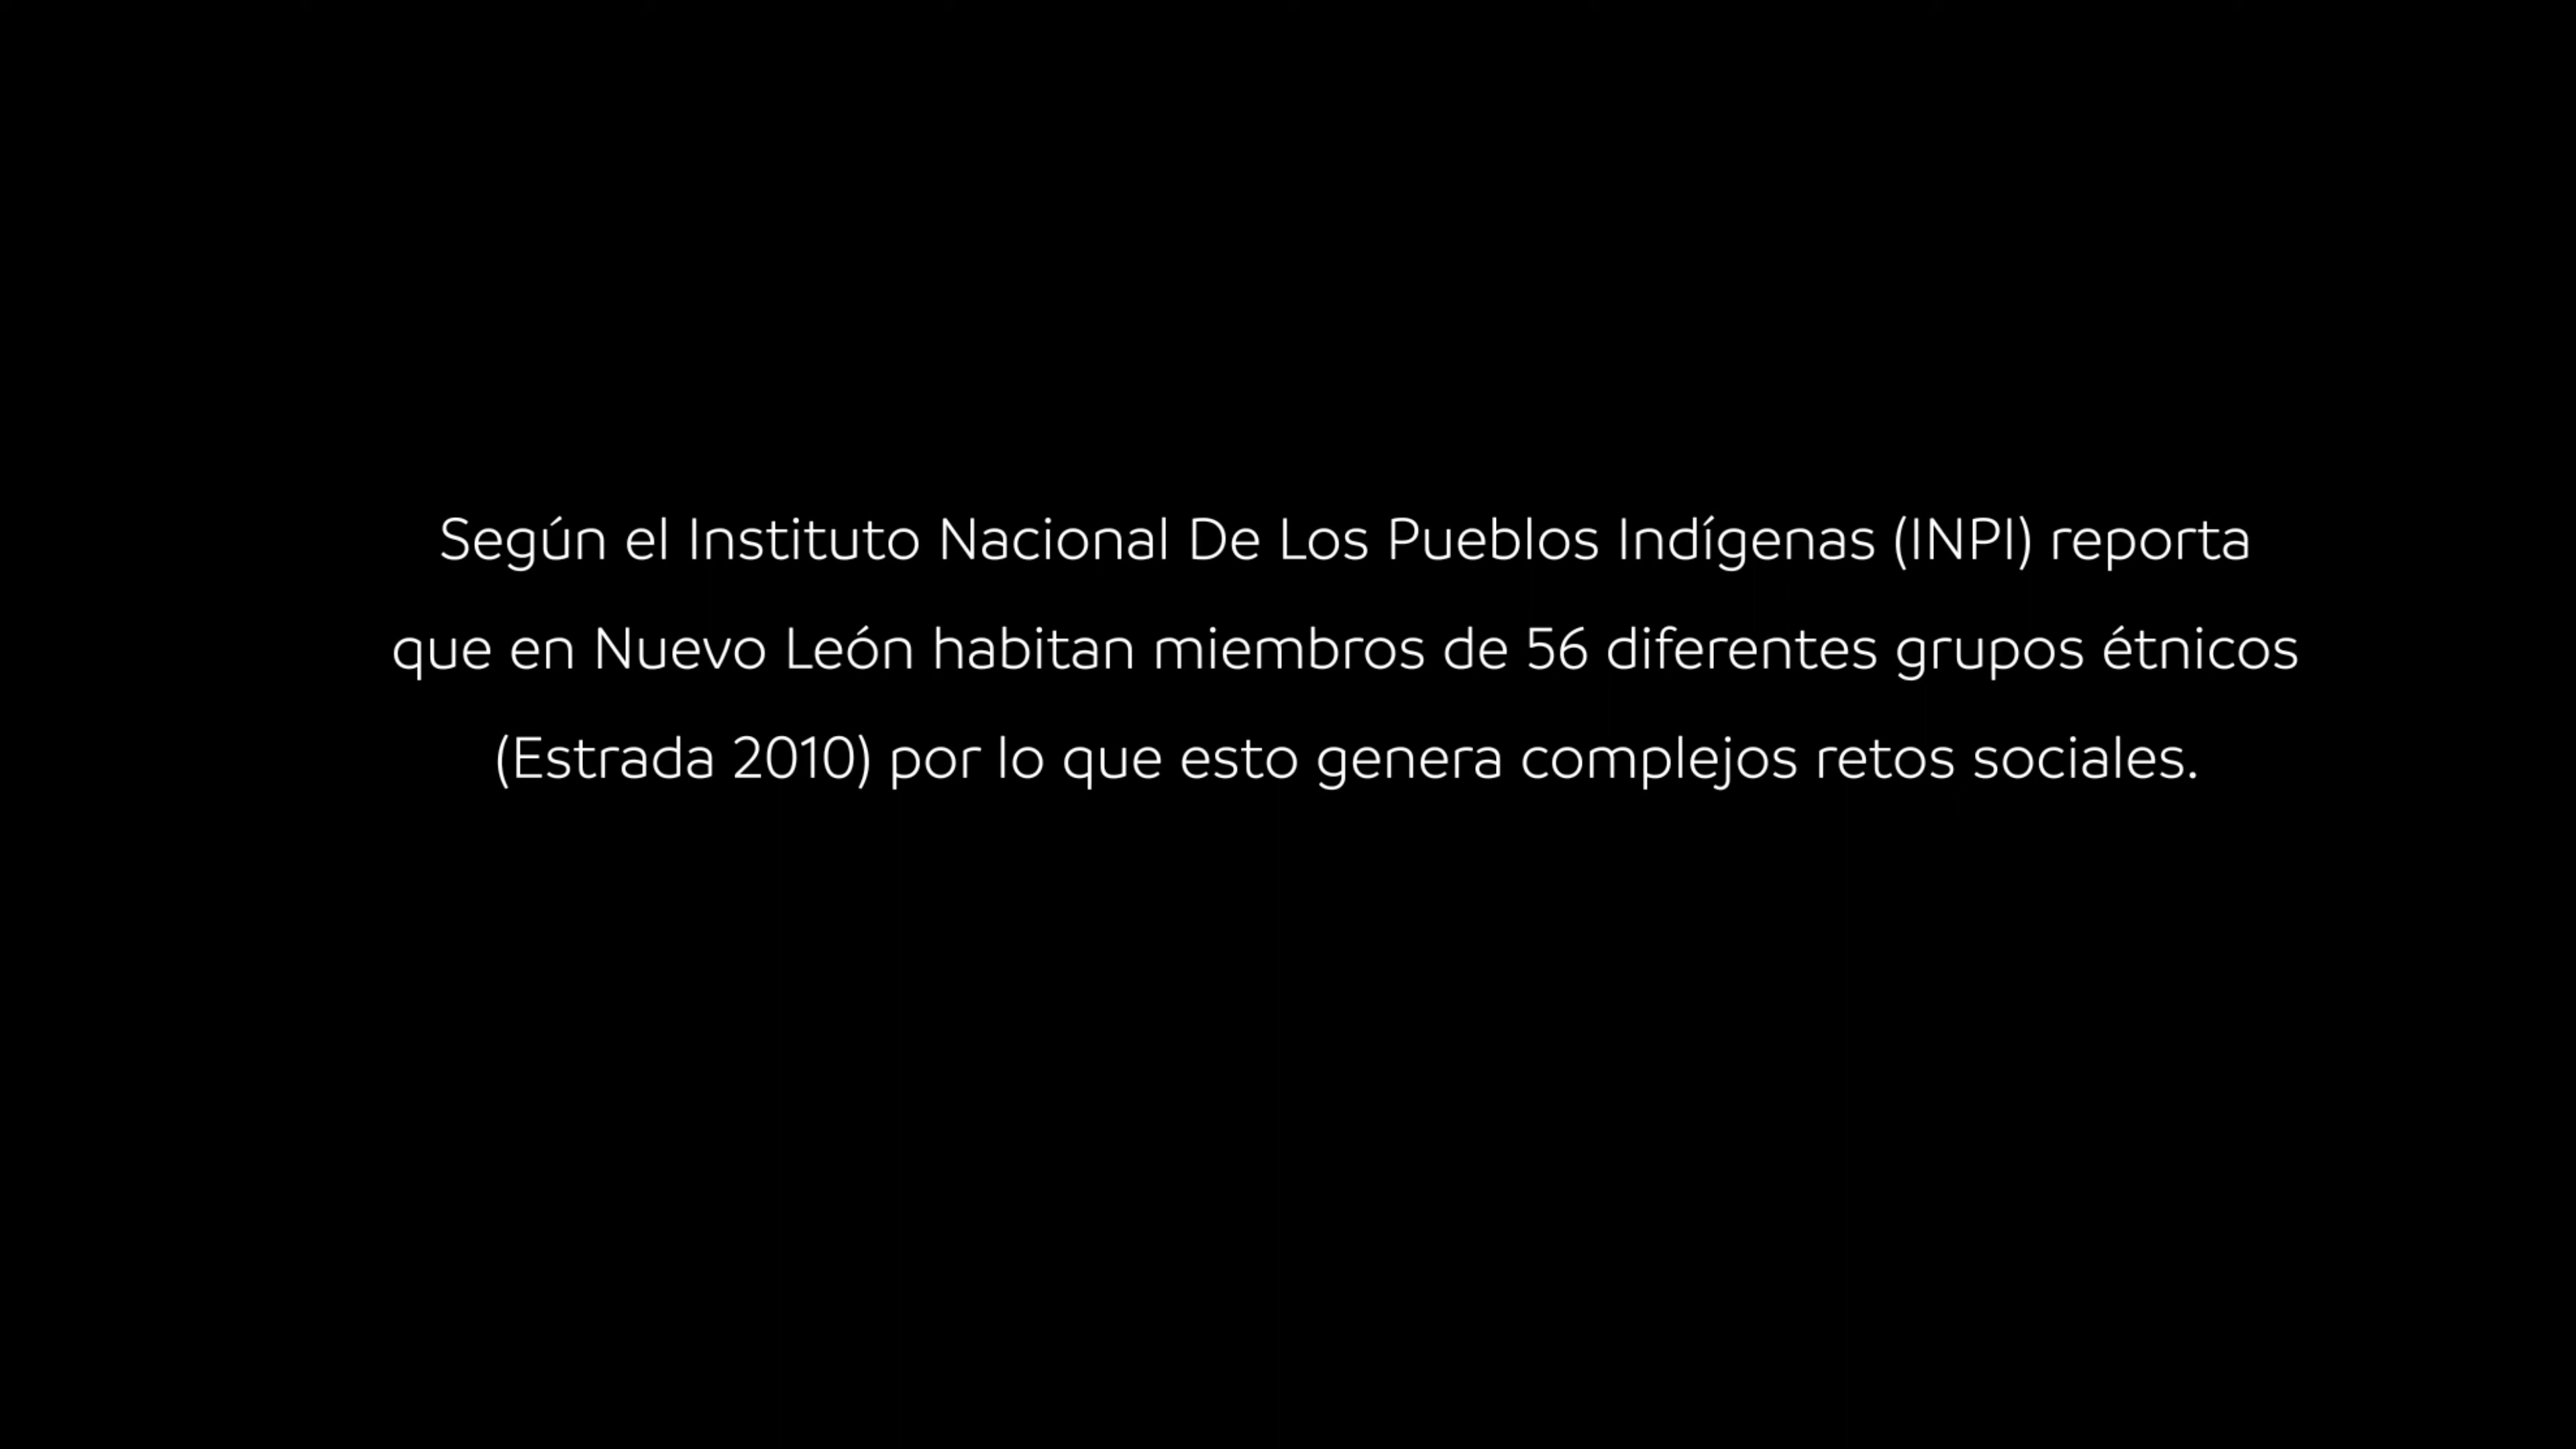 Según el Instituto Nacional De Los Pueblos Indígenas (INPI) reporta
que en Nuevo León habitan miembros de 56 diferentes grupos étnicos
(Estrada 2010) por lo que esto genera complejos retos sociales.